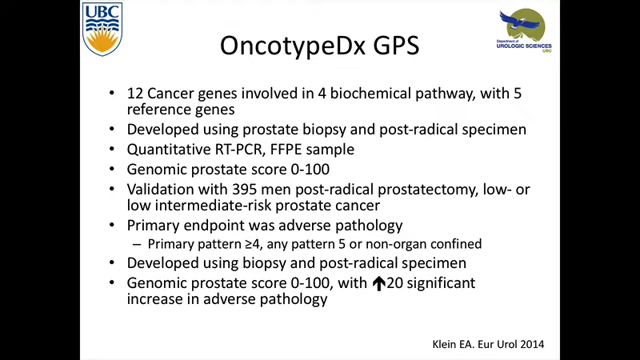 UBC
Department of
UROLOGIC SCIENCES
UBC
OncotypeDx GPS
• 12 Cancer genes involved in 4 biochemical pathway, with 5
reference genes
• Developed using prostate biopsy and post-radical specimen
• Quantitative RT-PCR, FFPE sample
• Genomic prostate score 0-100
• Validation with 395 men post-radical prostatectomy, low- or
low intermediate-risk prostate cancer
• Primary endpoint was adverse pathology
– Primary pattern ≥4, any pattern 5 or non-organ confined
• Developed using biopsy and post-radical specimen
• Genomic prostate score 0-100, with ⬆20 significant
increase in adverse pathology
Klein EA. Eur Urol 2014